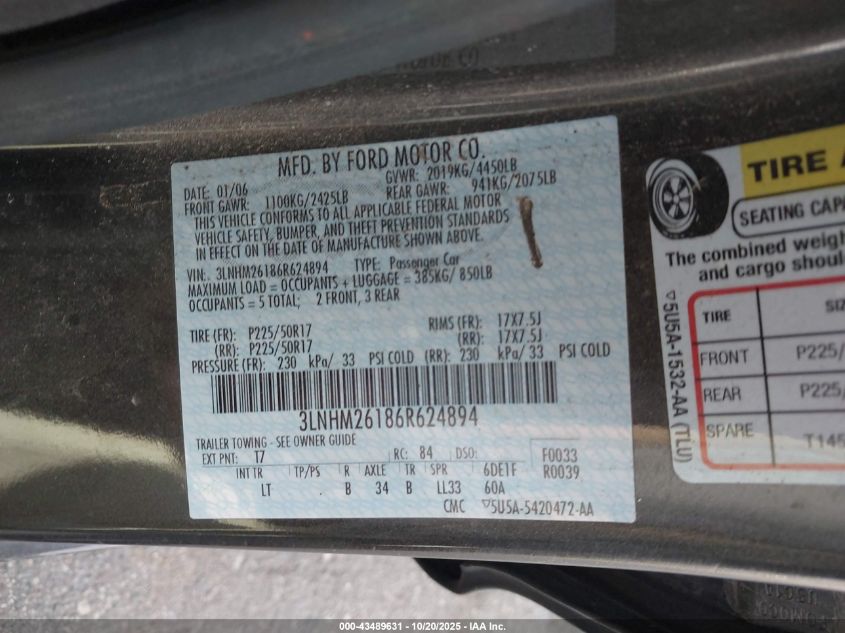 MFD. BY FORD MOTOR CO.
DATE: 01/06 GVWR: 2019KG/4450LB
FRONT GAWR: 1100KG/2425LB REAR GAWR: 941KG/2075LB
THIS VEHICLE CONFORMS TO ALL APPLICABLE FEDERAL MOTOR
VEHICLE SAFETY, BUMPER, AND THEFT PREVENTION STANDARDS
IN EFFECT ON THE DATE OF MANUFACTURE SHOWN ABOVE.
VIN: 3LNHM26186R624894 TYPE: Passenger Car
MAXIMUM LOAD = OCCUPANTS + LUGGAGE = 385KG/ 850LB
OCCUPANTS = 5 TOTAL; 2 FRONT, 3 REAR
TIRE (FR): P225/50R17 RIMS (FR): 17X7.5J
(RR): P225/50R17 (RR): 17X7.5J
PRESSURE (FR): 230 kPa/ 33 PSI COLD (RR): 230 kPa/ 33 PSI COLD
3LNHM26186R624894
TRAILER TOWING - SEE OWNER GUIDE
EXT PNT: T7 RC: 84 DSO: F0033
R0039
INT TR TP/PS R AXLE TR SPR 6DE1F
LT B 34 B LL33 60A
CMC ▽5U5A-5420472-AA
TIRE A
SEATING CAPA
The combined weigh
and cargo shoul
TIRE SIZ
FRONT P225/
REAR P225/
SPARE T145
▽5U5A-1532-AA (TLU)
000-43489631 - 10/20/2025 - IAA Inc.